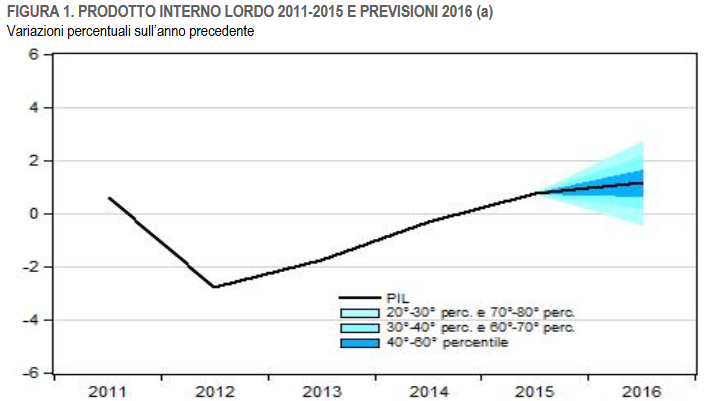 FIGURA 1. PRODOTTO INTERNO LORDO 2011-2015 E PREVISIONI 2016 (a)
Variazioni percentuali sull'anno precedente
6
4
2
0
-2
-4
-6
PIL
20°-30° perc. e 70°-80° perc.
30°-40° perc. e 60°-70° perc.
40°-60° percentile
2011 2012 2013 2014 2015 2016